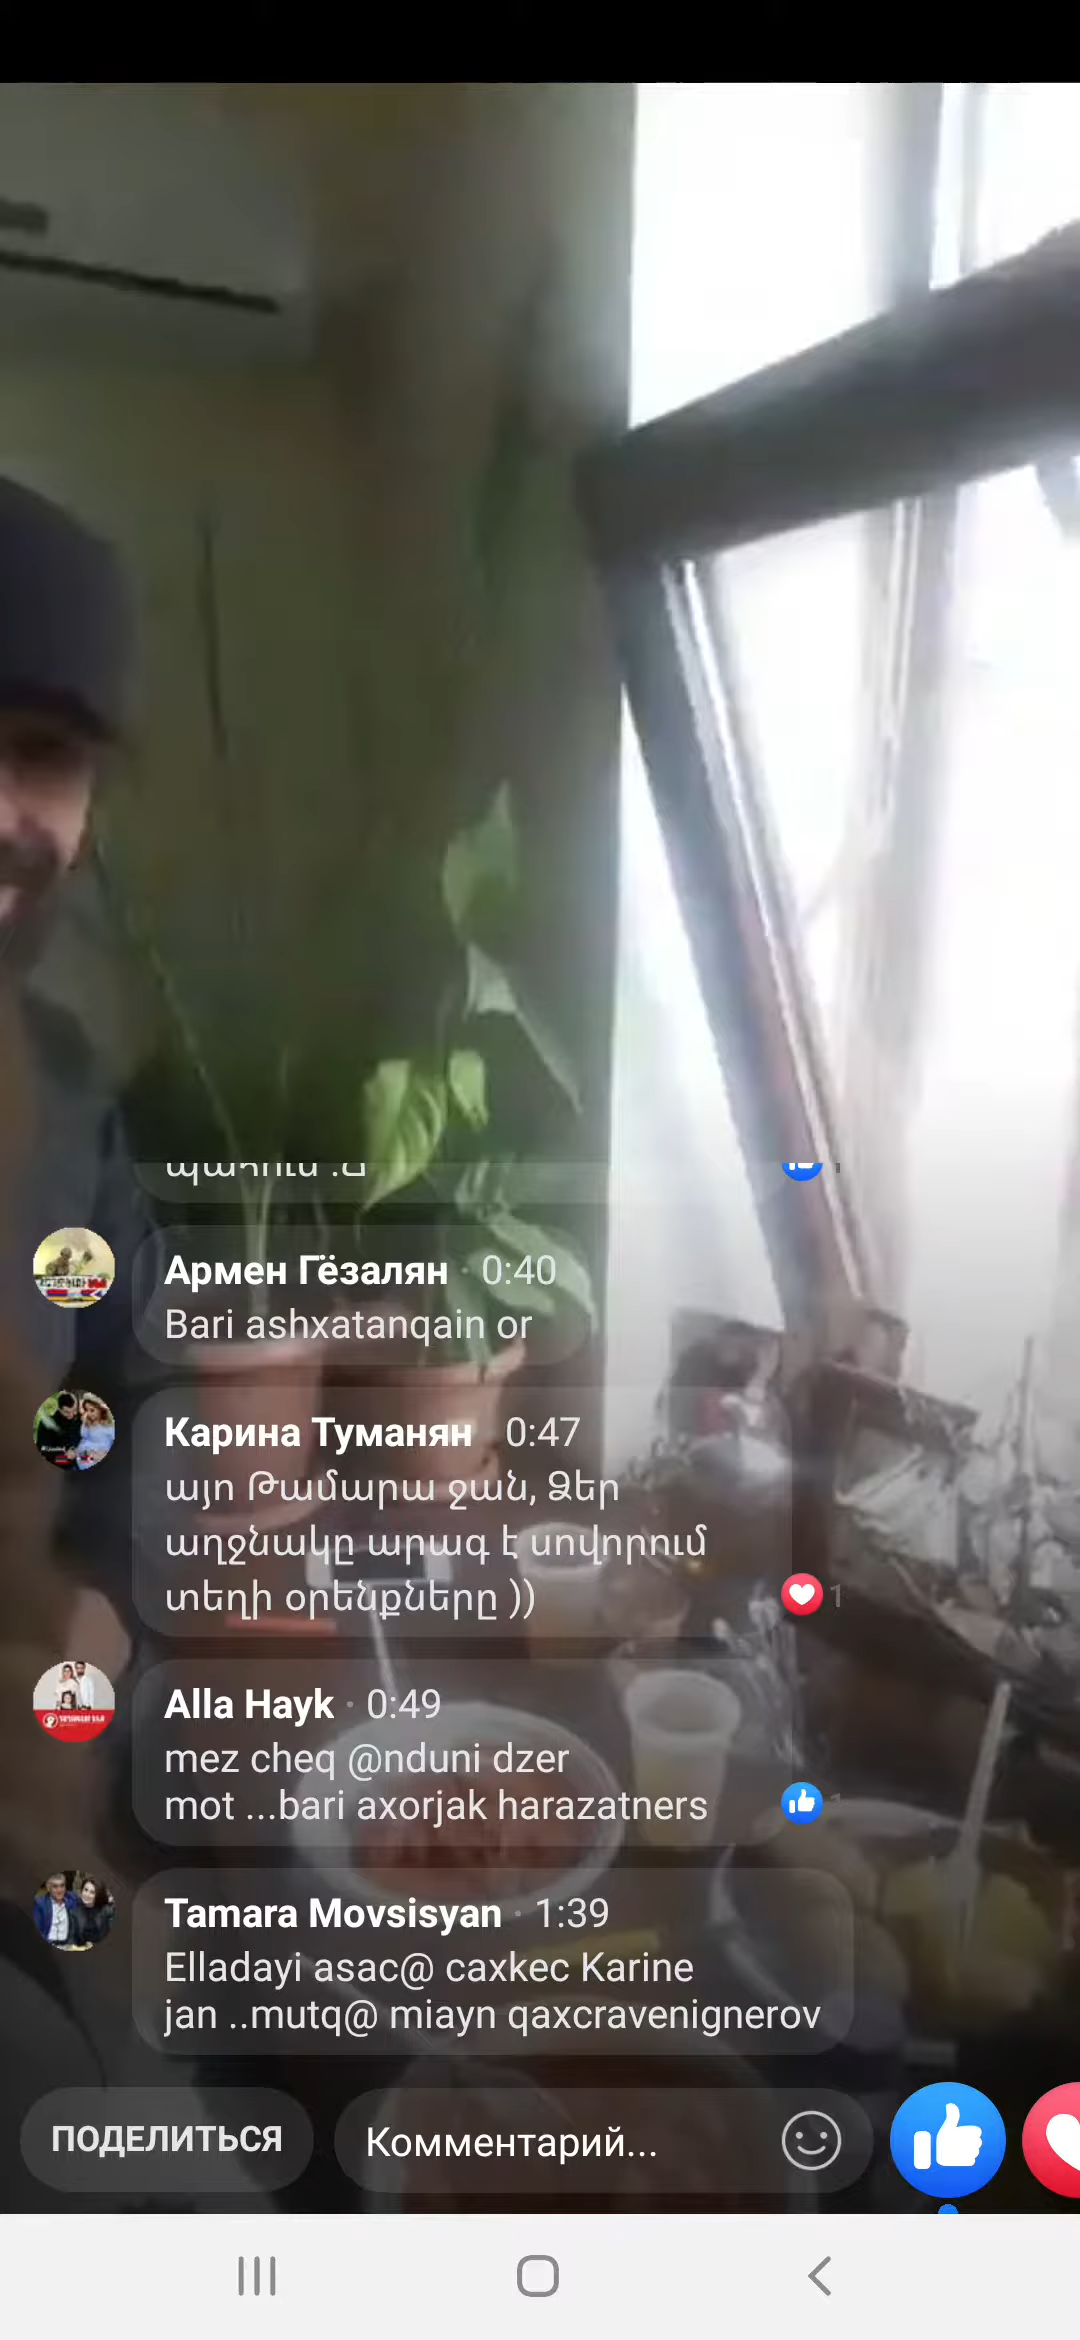 Армен Гёзалян · 0:40
Bari ashxatanqain or
Карина Туманян 0:47
այո Թամարա ջան, Ձեր
աղջնակը արագ է սովորում
տեղի օրենքները ))
1
Alla Hayk · 0:49
mez cheq @nduni dzer
mot ...bari axorjak harazatners
Tamara Movsisyan · 1:39
Elladayi asac@ caxkec Karine
jan ..mutq@ miayn qaxcravenignerov
ПОДЕЛИТЬСЯ
Комментарий...